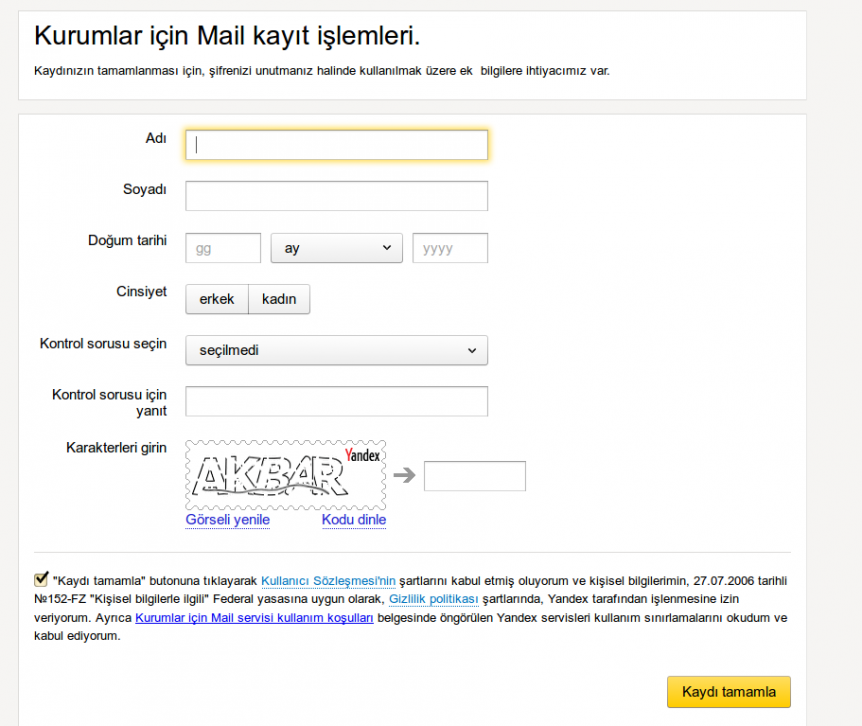 Kurumlar için Mail kayıt işlemleri.
Kaydınızın tamamlanması için, şifrenizi unutmanız halinde kullanılmak üzere ek bilgilere ihtiyacımız var.
Adı
Soyadı
Doğum tarihi
gg
ay
yyyy
Cinsiyet
erkek
kadın
Kontrol sorusu seçin
seçilmedi
Kontrol sorusu için
yanıt
Karakterleri girin
Yandex
AKBAR
Görseli yenile
Kodu dinle
"Kaydı tamamla" butonuna tıklayarak Kullanıcı Sözleşmesi'nin şartlarını kabul etmiş oluyorum ve kişisel bilgilerimin, 27.07.2006 tarihli
№152-FZ "Kişisel bilgilerle ilgili" Federal yasasına uygun olarak, Gizlilik politikası şartlarında, Yandex tarafından işlenmesine izin
veriyorum. Ayrıca Kurumlar için Mail servisi kullanım koşulları belgesinde öngörülen Yandex servisleri kullanım sınırlamalarını okudum ve
kabul ediyorum.
Kaydı tamamla